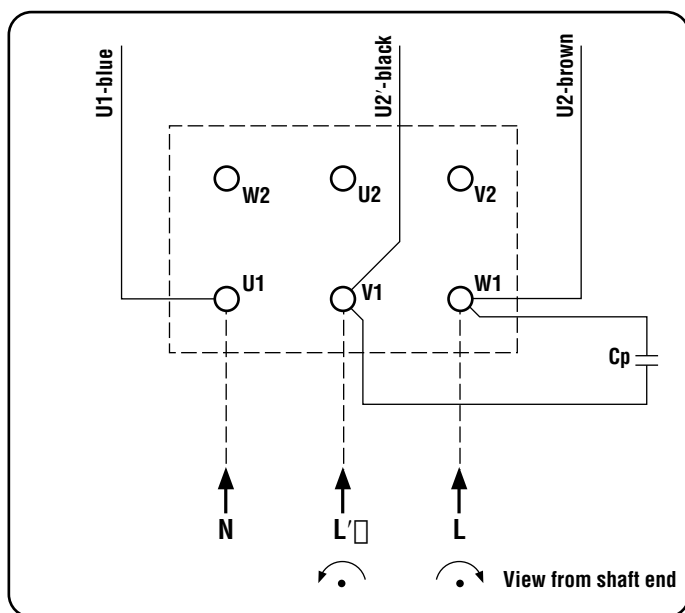 U1-blue
U2′-black
U2-brown
W2
U2
V2
U1
V1
W1
Cp
N
L′▯
L
View from shaft end